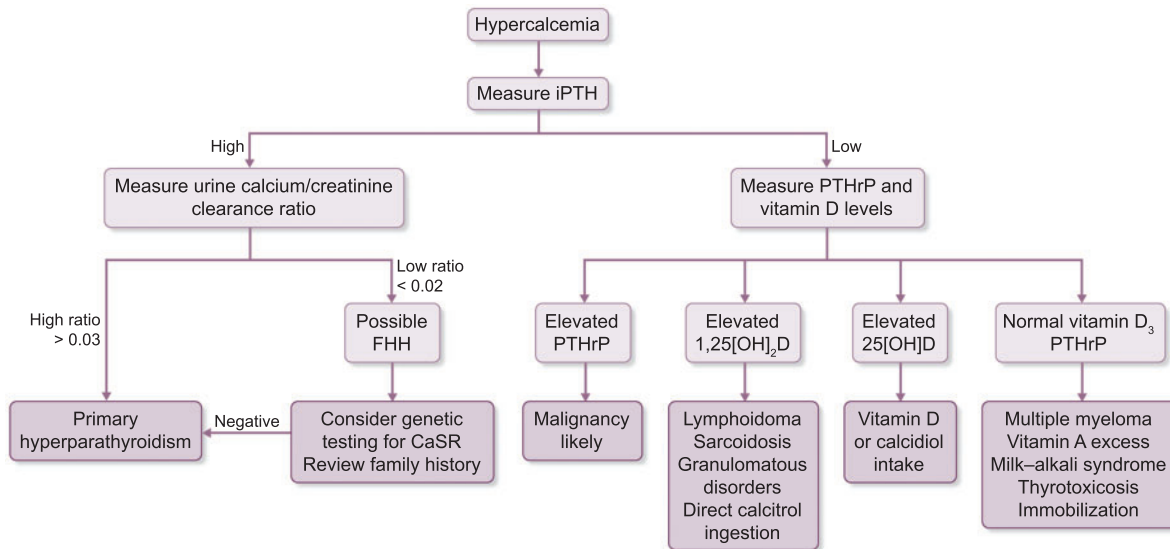 Hypercalcemia
Measure iPTH
High
Low
Measure urine calcium/creatinine
clearance ratio
Measure PTHrP and
vitamin D levels
High ratio
> 0.03
Low ratio
< 0.02
Possible
FHH
Elevated
PTHrP
Elevated
1,25[OH]₂D
Elevated
25[OH]D
Normal vitamin D₃
PTHrP
Primary
hyperparathyroidism
Negative
Consider genetic
testing for CaSR
Review family history
Malignancy
likely
Lymphoidoma
Sarcoidosis
Granulomatous
disorders
Direct calcitrol
ingestion
Vitamin D
or calcidiol
intake
Multiple myeloma
Vitamin A excess
Milk–alkali syndrome
Thyrotoxicosis
Immobilization